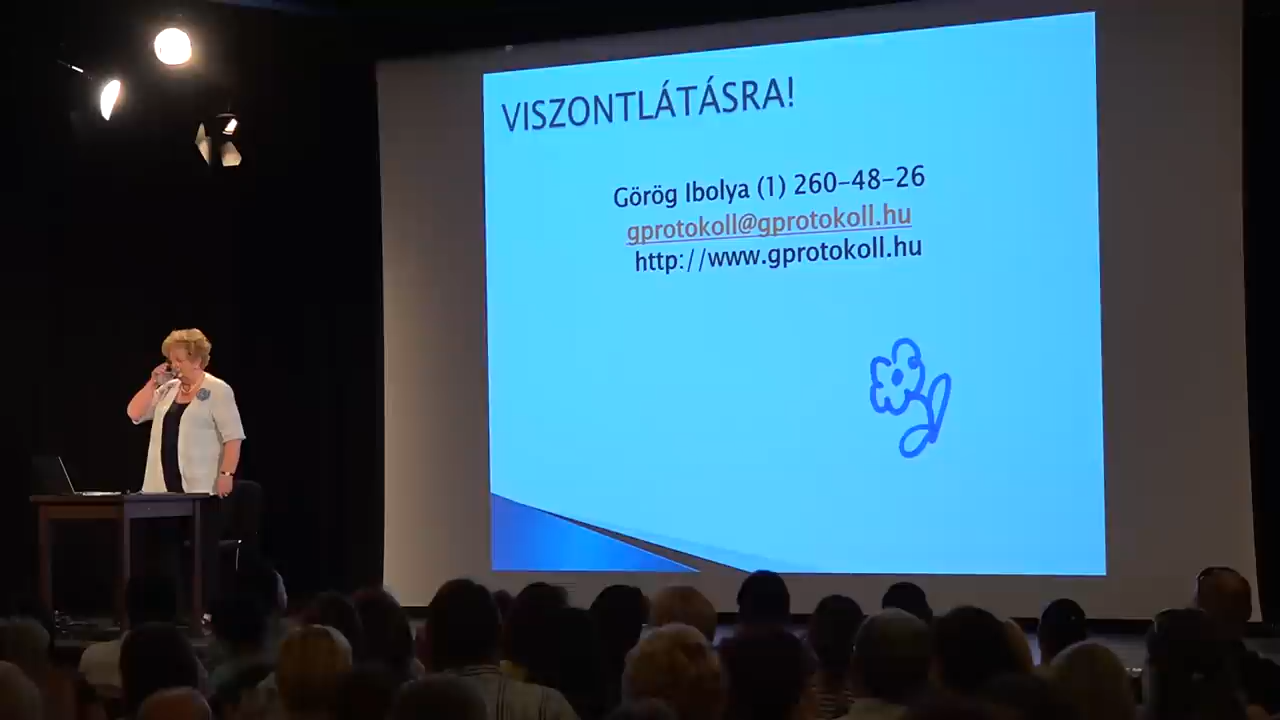 VISZONTLÁTÁSRA!
Görög Ibolya (1) 260-48-26
gprotokoll@gprotokoll.hu
http://www.gprotokoll.hu